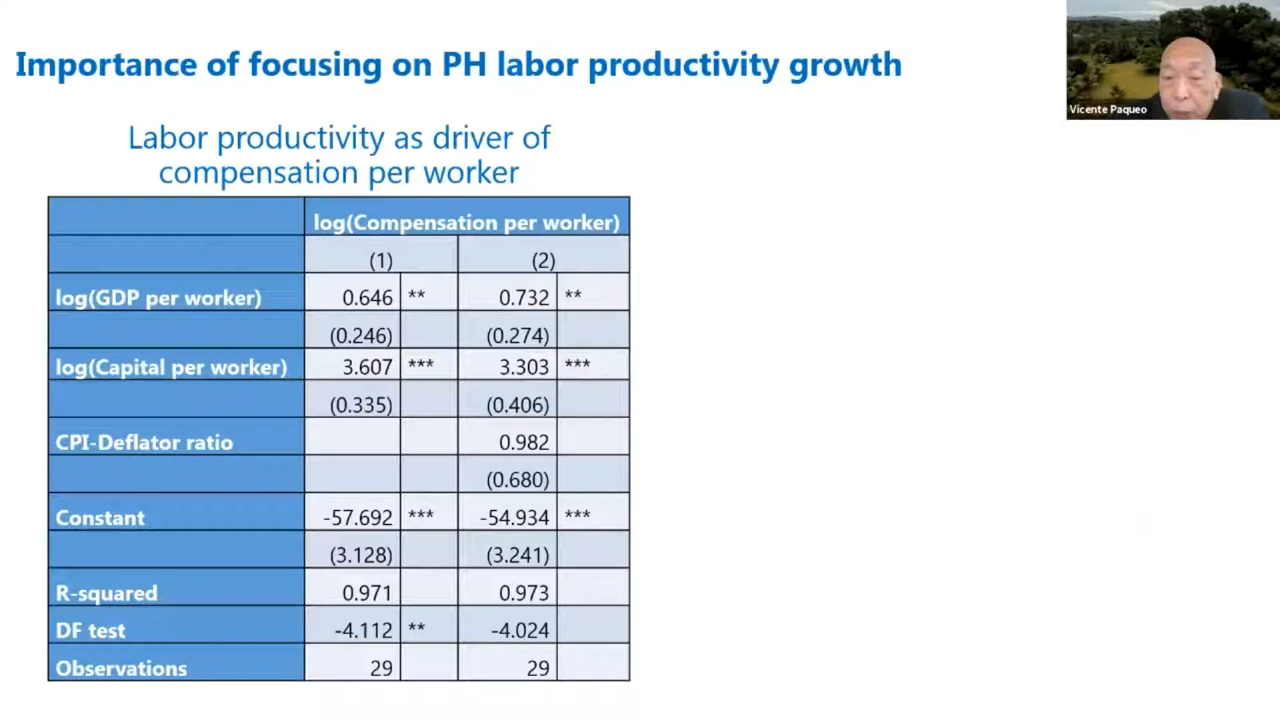 Importance of focusing on PH labor productivity growth
Vicente Paqueo
Labor productivity as driver of
compensation per worker
log(Compensation per worker)
(1) (2)
log(GDP per worker) 0.646 ** 0.732 **
(0.246) (0.274)
log(Capital per worker) 3.607 *** 3.303 ***
(0.335) (0.406)
CPI-Deflator ratio 0.982
(0.680)
Constant -57.692 *** -54.934 ***
(3.128) (3.241)
R-squared 0.971 0.973
DF test -4.112 ** -4.024
Observations 29 29